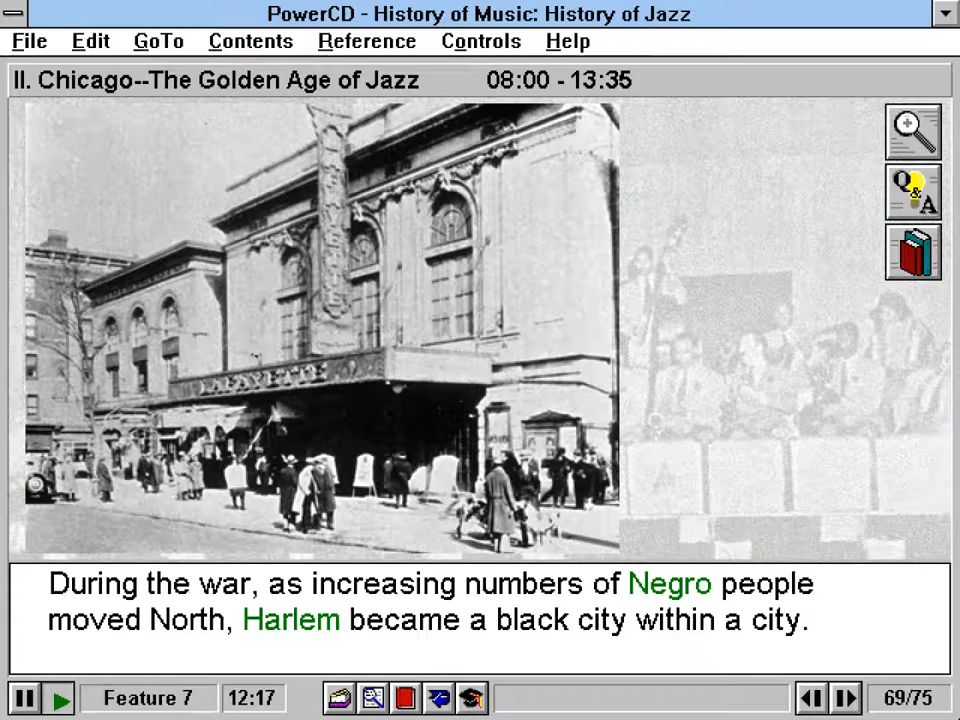 PowerCD - History of Music: History of Jazz
File Edit GoTo Contents Reference Controls Help
II. Chicago--The Golden Age of Jazz 08:00 - 13:35
LAFAYETTE
LAFAYETTE
Q&A
During the war, as increasing numbers of Negro people
moved North, Harlem became a black city within a city.
Feature 7 12:17 69/75